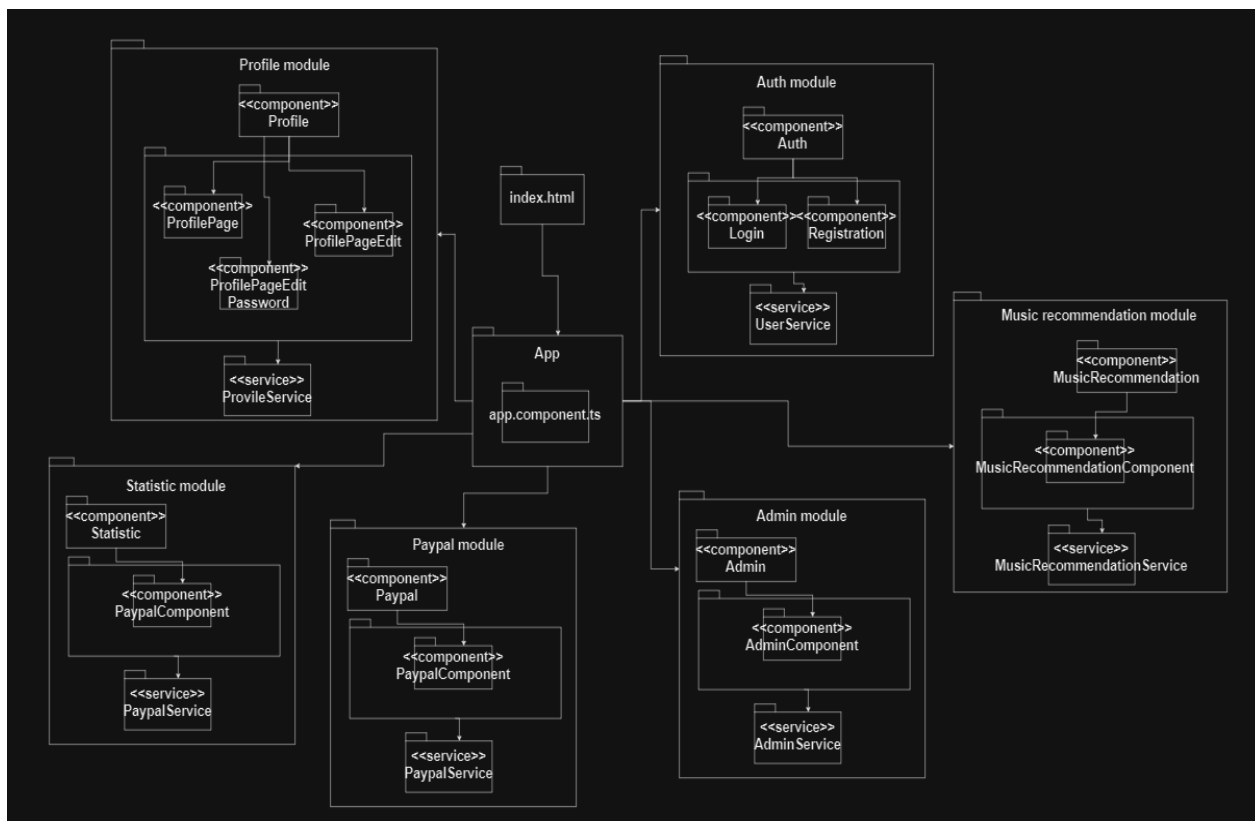 Profile module
<<component>>
Profile
<<component>>
ProfilePage
<<component>>
ProfilePageEdit
<<component>>
ProfilePageEdit
Password
<<service>>
ProvileService
index.html
App
app.component.ts
Auth module
<<component>>
Auth
<<component>>
Login
<<component>>
Registration
<<service>>
UserService
Music recommendation module
<<component>>
MusicRecommendation
<<component>>
MusicRecommendationComponent
<<service>>
MusicRecommendationService
Statistic module
<<component>>
Statistic
<<component>>
PaypalComponent
<<service>>
PaypalService
Paypal module
<<component>>
Paypal
<<component>>
PaypalComponent
<<service>>
PaypalService
Admin module
<<component>>
Admin
<<component>>
AdminComponent
<<service>>
AdminService